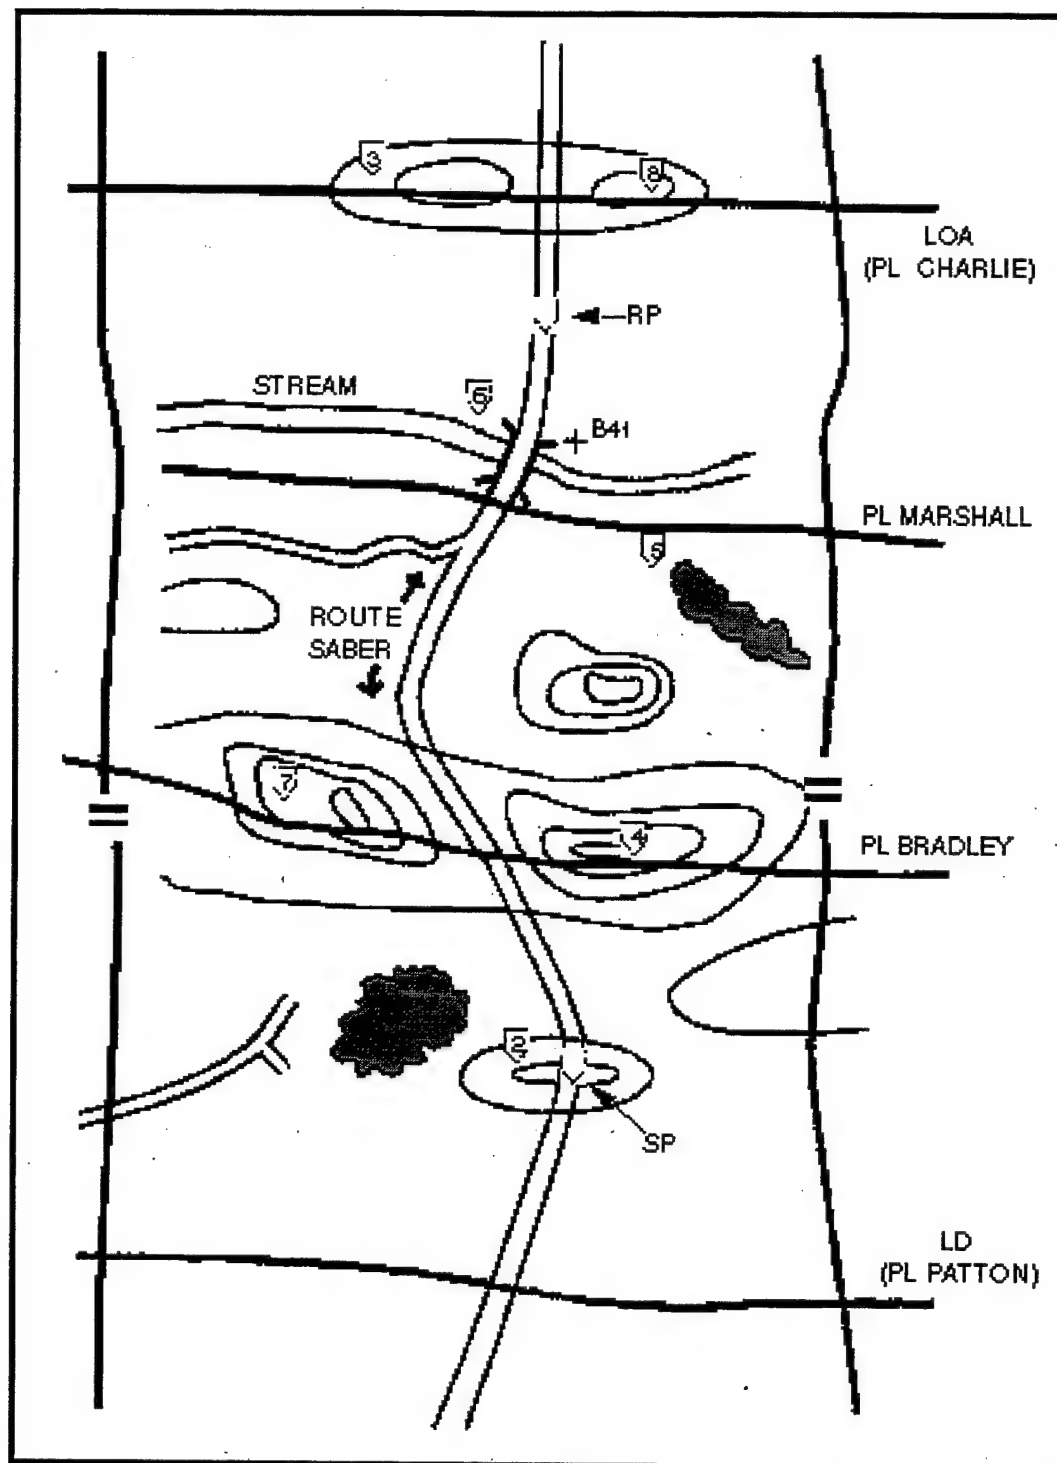 3
8
LOA
(PL CHARLIE)
RP
STREAM
6
B41
PL MARSHALL
5
ROUTE
SABER
7
4
PL BRADLEY
2
SP
LD
(PL PATTON)